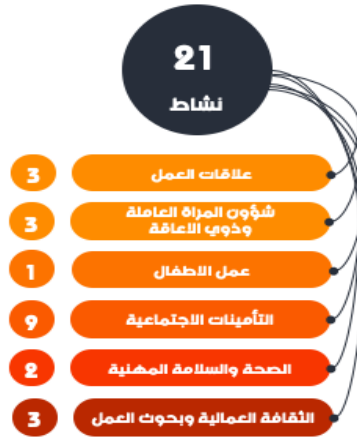 21
نشاط
علاقات العمل
3
شؤون المرأة العاملة
وذوي الاعاقة
3
عمل الاطفال
1
التأمينات الاجتماعية
9
الصحة والسلامة المهنية
2
الثقافة العمالية وبحوث العمل
3